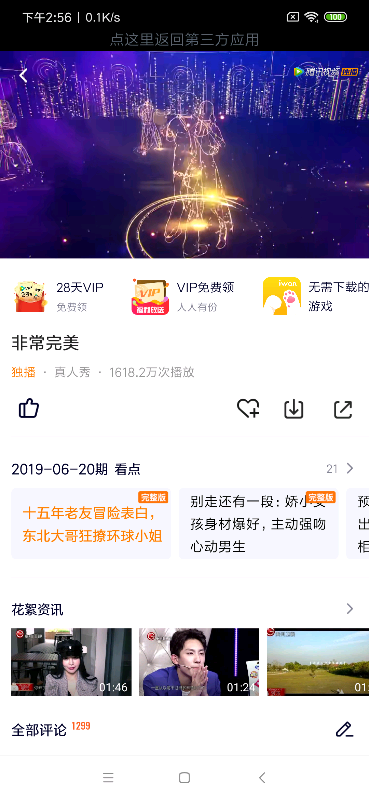 下午2:56 | 0.1K/s
100
点这里返回第三方应用
腾讯视频
28天VIP
免费领
VIP
福利放送
VIP免费领
人人有份
iwan
无需下载的
游戏
非常完美
独播 · 真人秀 · 1618.2万次播放
2019-06-20期 看点
21
完整版
十五年老友冒险表白，
东北大哥狂撩环球小姐
完整版
别走还有一段：娇小女
孩身材爆好，主动强吻
心动男生
预
出
相
花絮资讯
01:46
01:24
01:
全部评论 1299